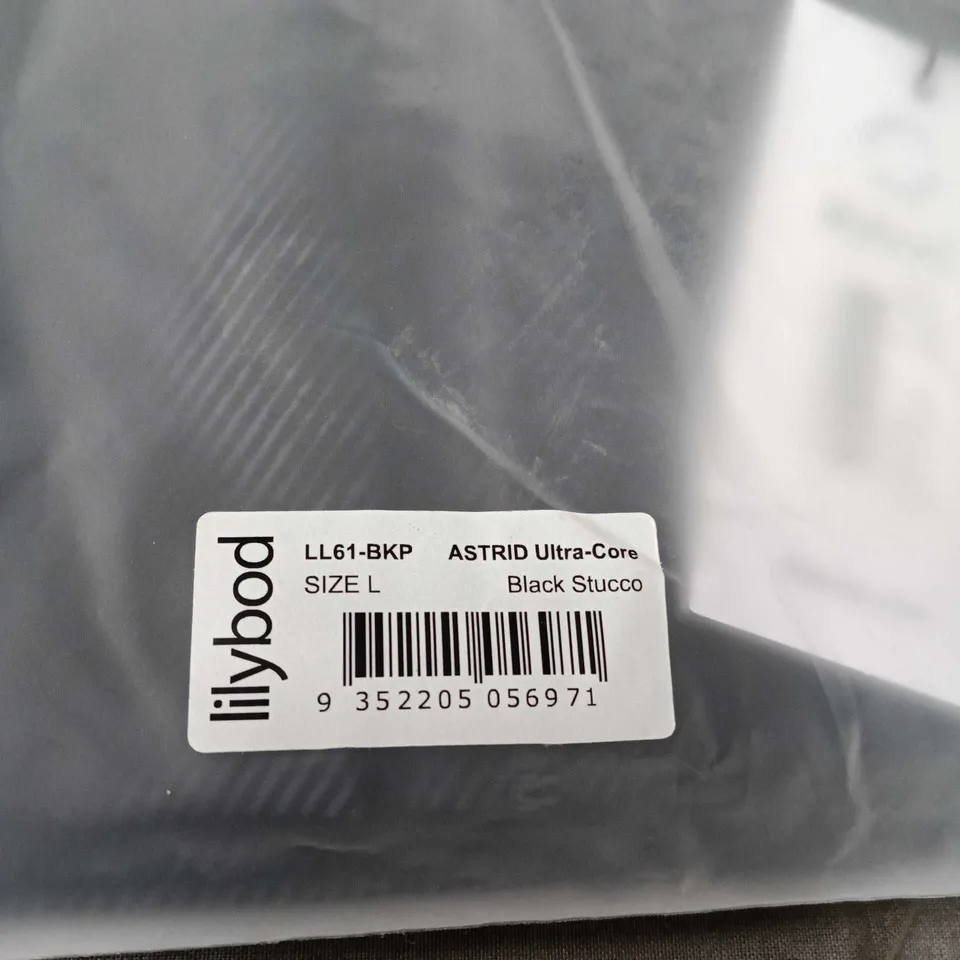 lilybod
LL61-BKP ASTRID Ultra-Core
SIZE L Black Stucco
9 352205 056971